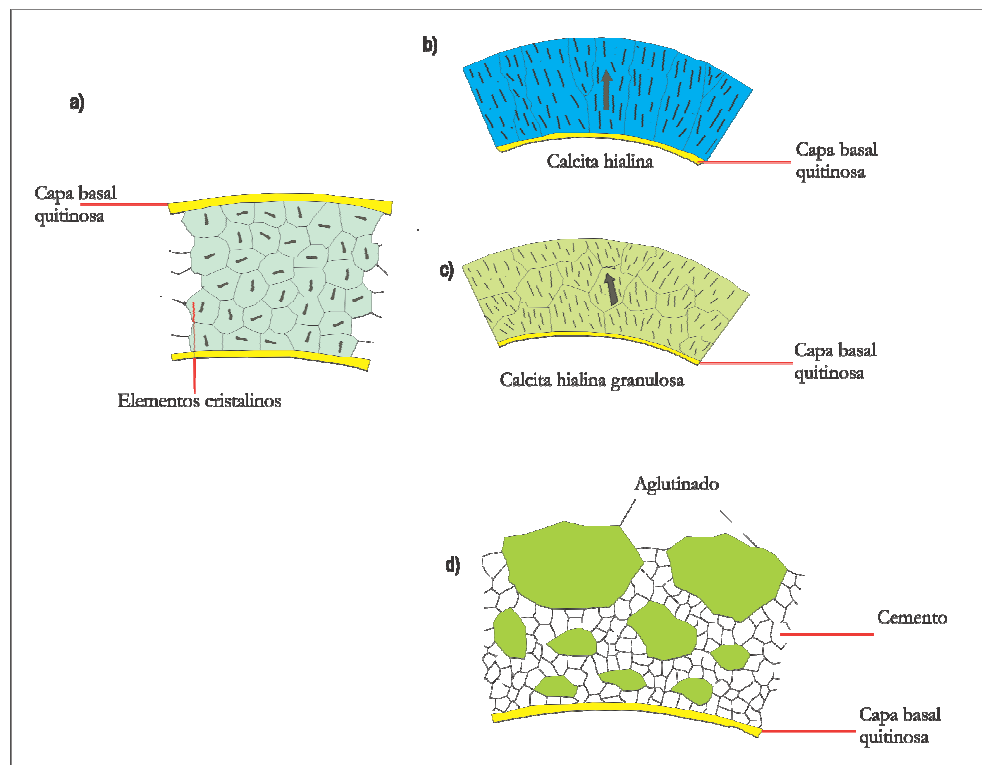 a)
Capa basal
quitinosa
Elementos cristalinos
b)
Calcita hialina
Capa basal
quitinosa
c)
Calcita hialina granulosa
Capa basal
quitinosa
d)
Aglutinado
Cemento
Capa basal
quitinosa